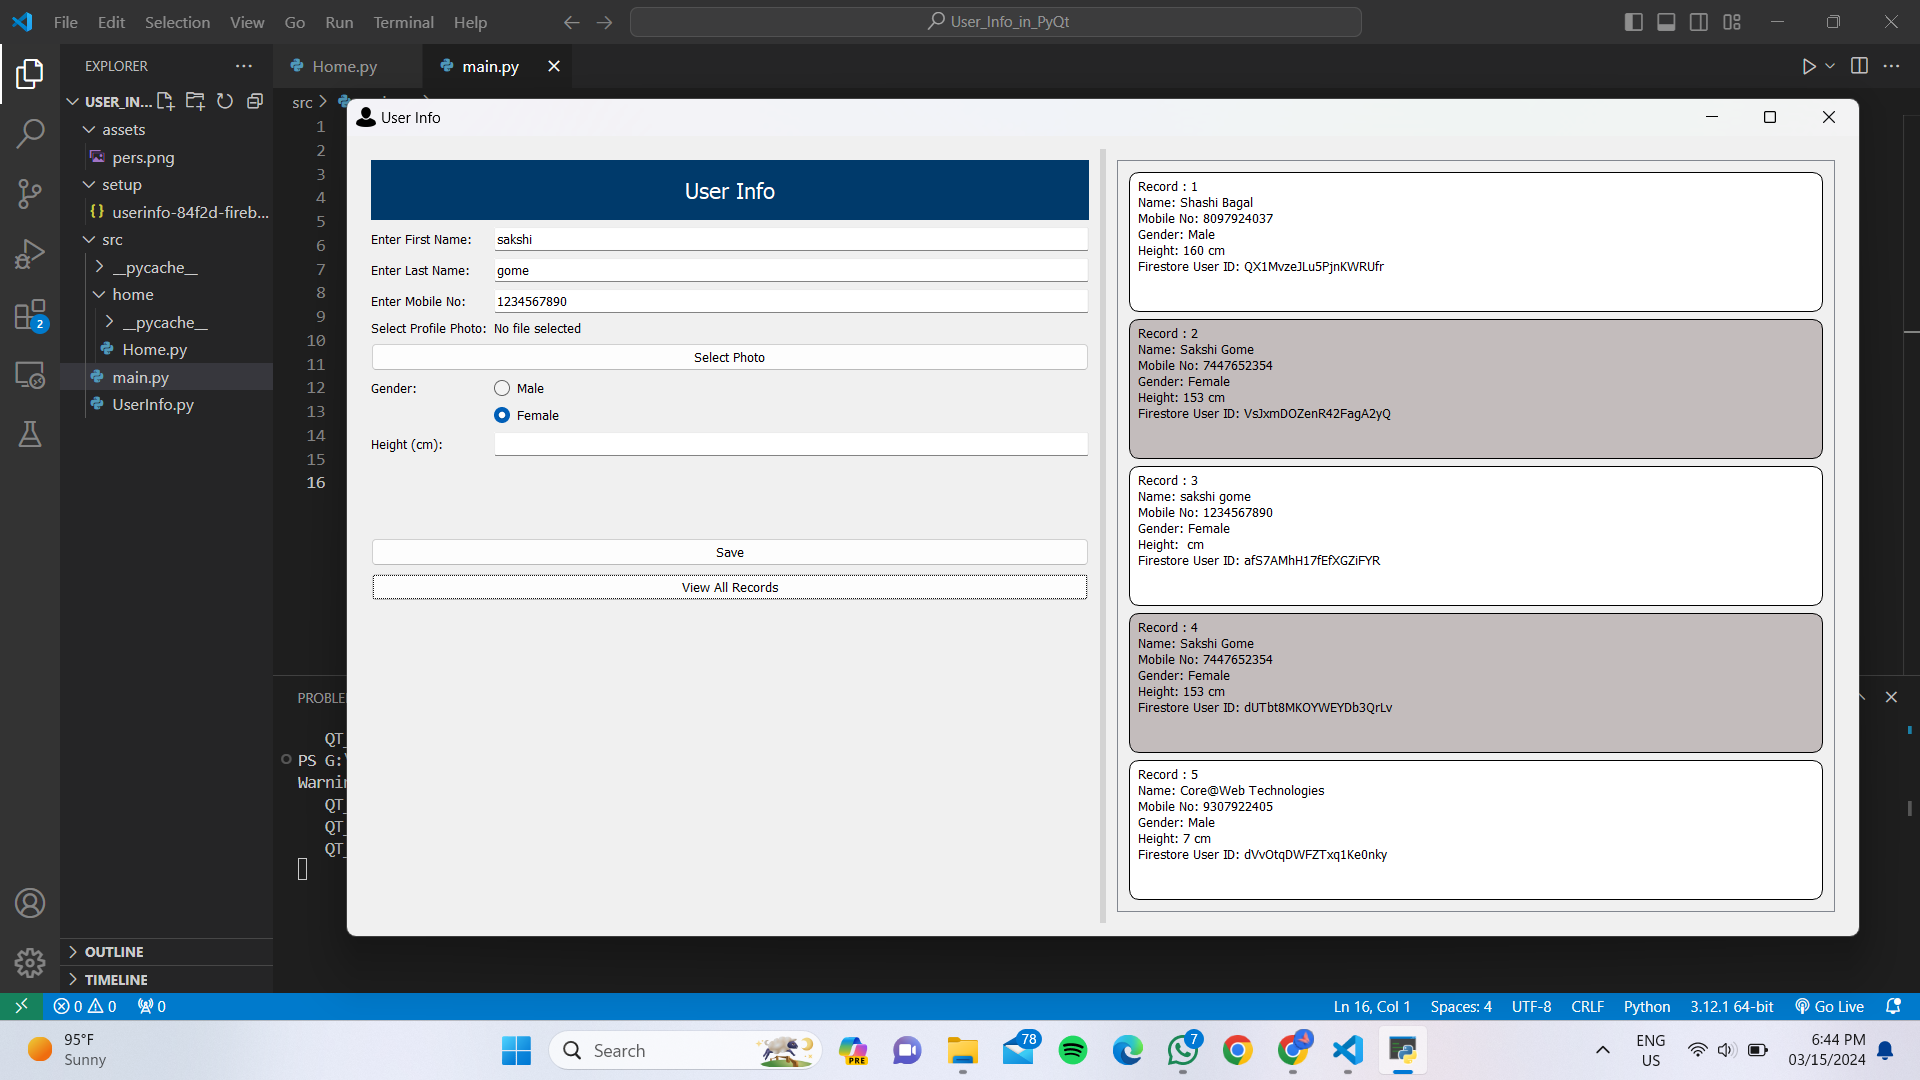 File Edit Selection View Go Run Terminal Help
User_Info_in_PyQt
EXPLORER
Home.py
main.py
USER_IN...
src
assets
pers.png
setup
userinfo-84f2d-fireb...
src
__pycache__
home
__pycache__
Home.py
main.py
UserInfo.py
OUTLINE
TIMELINE
2
1
2
3
4
5
6
7
8
9
10
11
12
13
14
15
16
User Info
User Info
Enter First Name: sakshi
Enter Last Name: gome
Enter Mobile No: 1234567890
Select Profile Photo: No file selected
Select Photo
Gender: Male
Female
Height (cm):
Save
View All Records
Record : 1
Name: Shashi Bagal
Mobile No: 8097924037
Gender: Male
Height: 160 cm
Firestore User ID: QX1MvzeJLu5PjnKWRUfr
Record : 2
Name: Sakshi Gome
Mobile No: 7447652354
Gender: Female
Height: 153 cm
Firestore User ID: VsJxmDOZenR42FagA2yQ
Record : 3
Name: sakshi gome
Mobile No: 1234567890
Gender: Female
Height:  cm
Firestore User ID: afS7AMhH17fEfXGZiFYR
Record : 4
Name: Sakshi Gome
Mobile No: 7447652354
Gender: Female
Height: 153 cm
Firestore User ID: dUTbt8MKOYWEYDb3QrLv
Record : 5
Name: Core@Web Technologies
Mobile No: 9307922405
Gender: Male
Height: 7 cm
Firestore User ID: dVvOtqDWFZTxq1Ke0nky
PROBLE
QT_
PS G:\
Warnin
QT_
QT_
QT_
0 0 0
Ln 16, Col 1 Spaces: 4 UTF-8 CRLF Python 3.12.1 64-bit Go Live
95°F
Sunny
Search
PRE
78
7
ENG
US
6:44 PM
03/15/2024